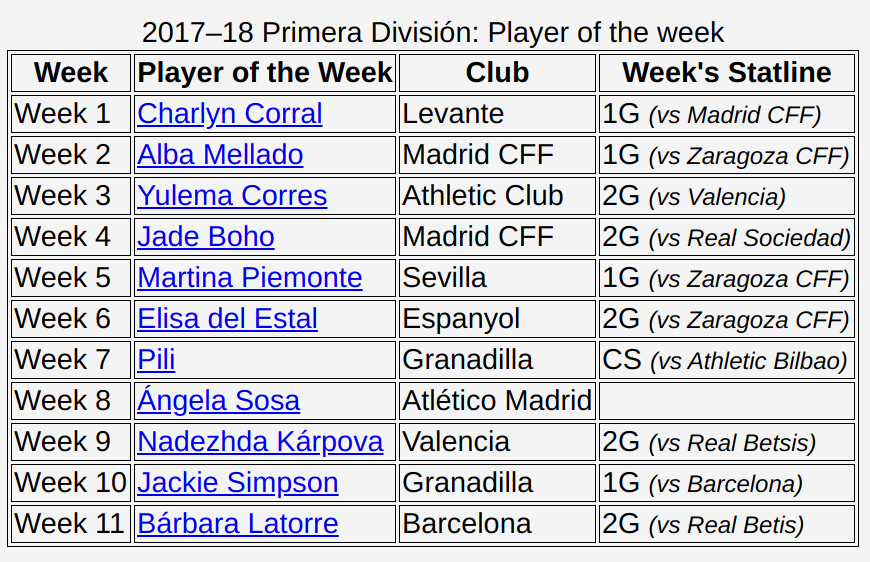 2017–18 Primera División: Player of the week
Week Player of the Week Club Week's Statline
Week 1 Charlyn Corral Levante 1G (vs Madrid CFF)
Week 2 Alba Mellado Madrid CFF 1G (vs Zaragoza CFF)
Week 3 Yulema Corres Athletic Club 2G (vs Valencia)
Week 4 Jade Boho Madrid CFF 2G (vs Real Sociedad)
Week 5 Martina Piemonte Sevilla 1G (vs Zaragoza CFF)
Week 6 Elisa del Estal Espanyol 2G (vs Zaragoza CFF)
Week 7 Pili Granadilla CS (vs Athletic Bilbao)
Week 8 Ángela Sosa Atlético Madrid
Week 9 Nadezhda Kárpova Valencia 2G (vs Real Betsis)
Week 10 Jackie Simpson Granadilla 1G (vs Barcelona)
Week 11 Bárbara Latorre Barcelona 2G (vs Real Betis)